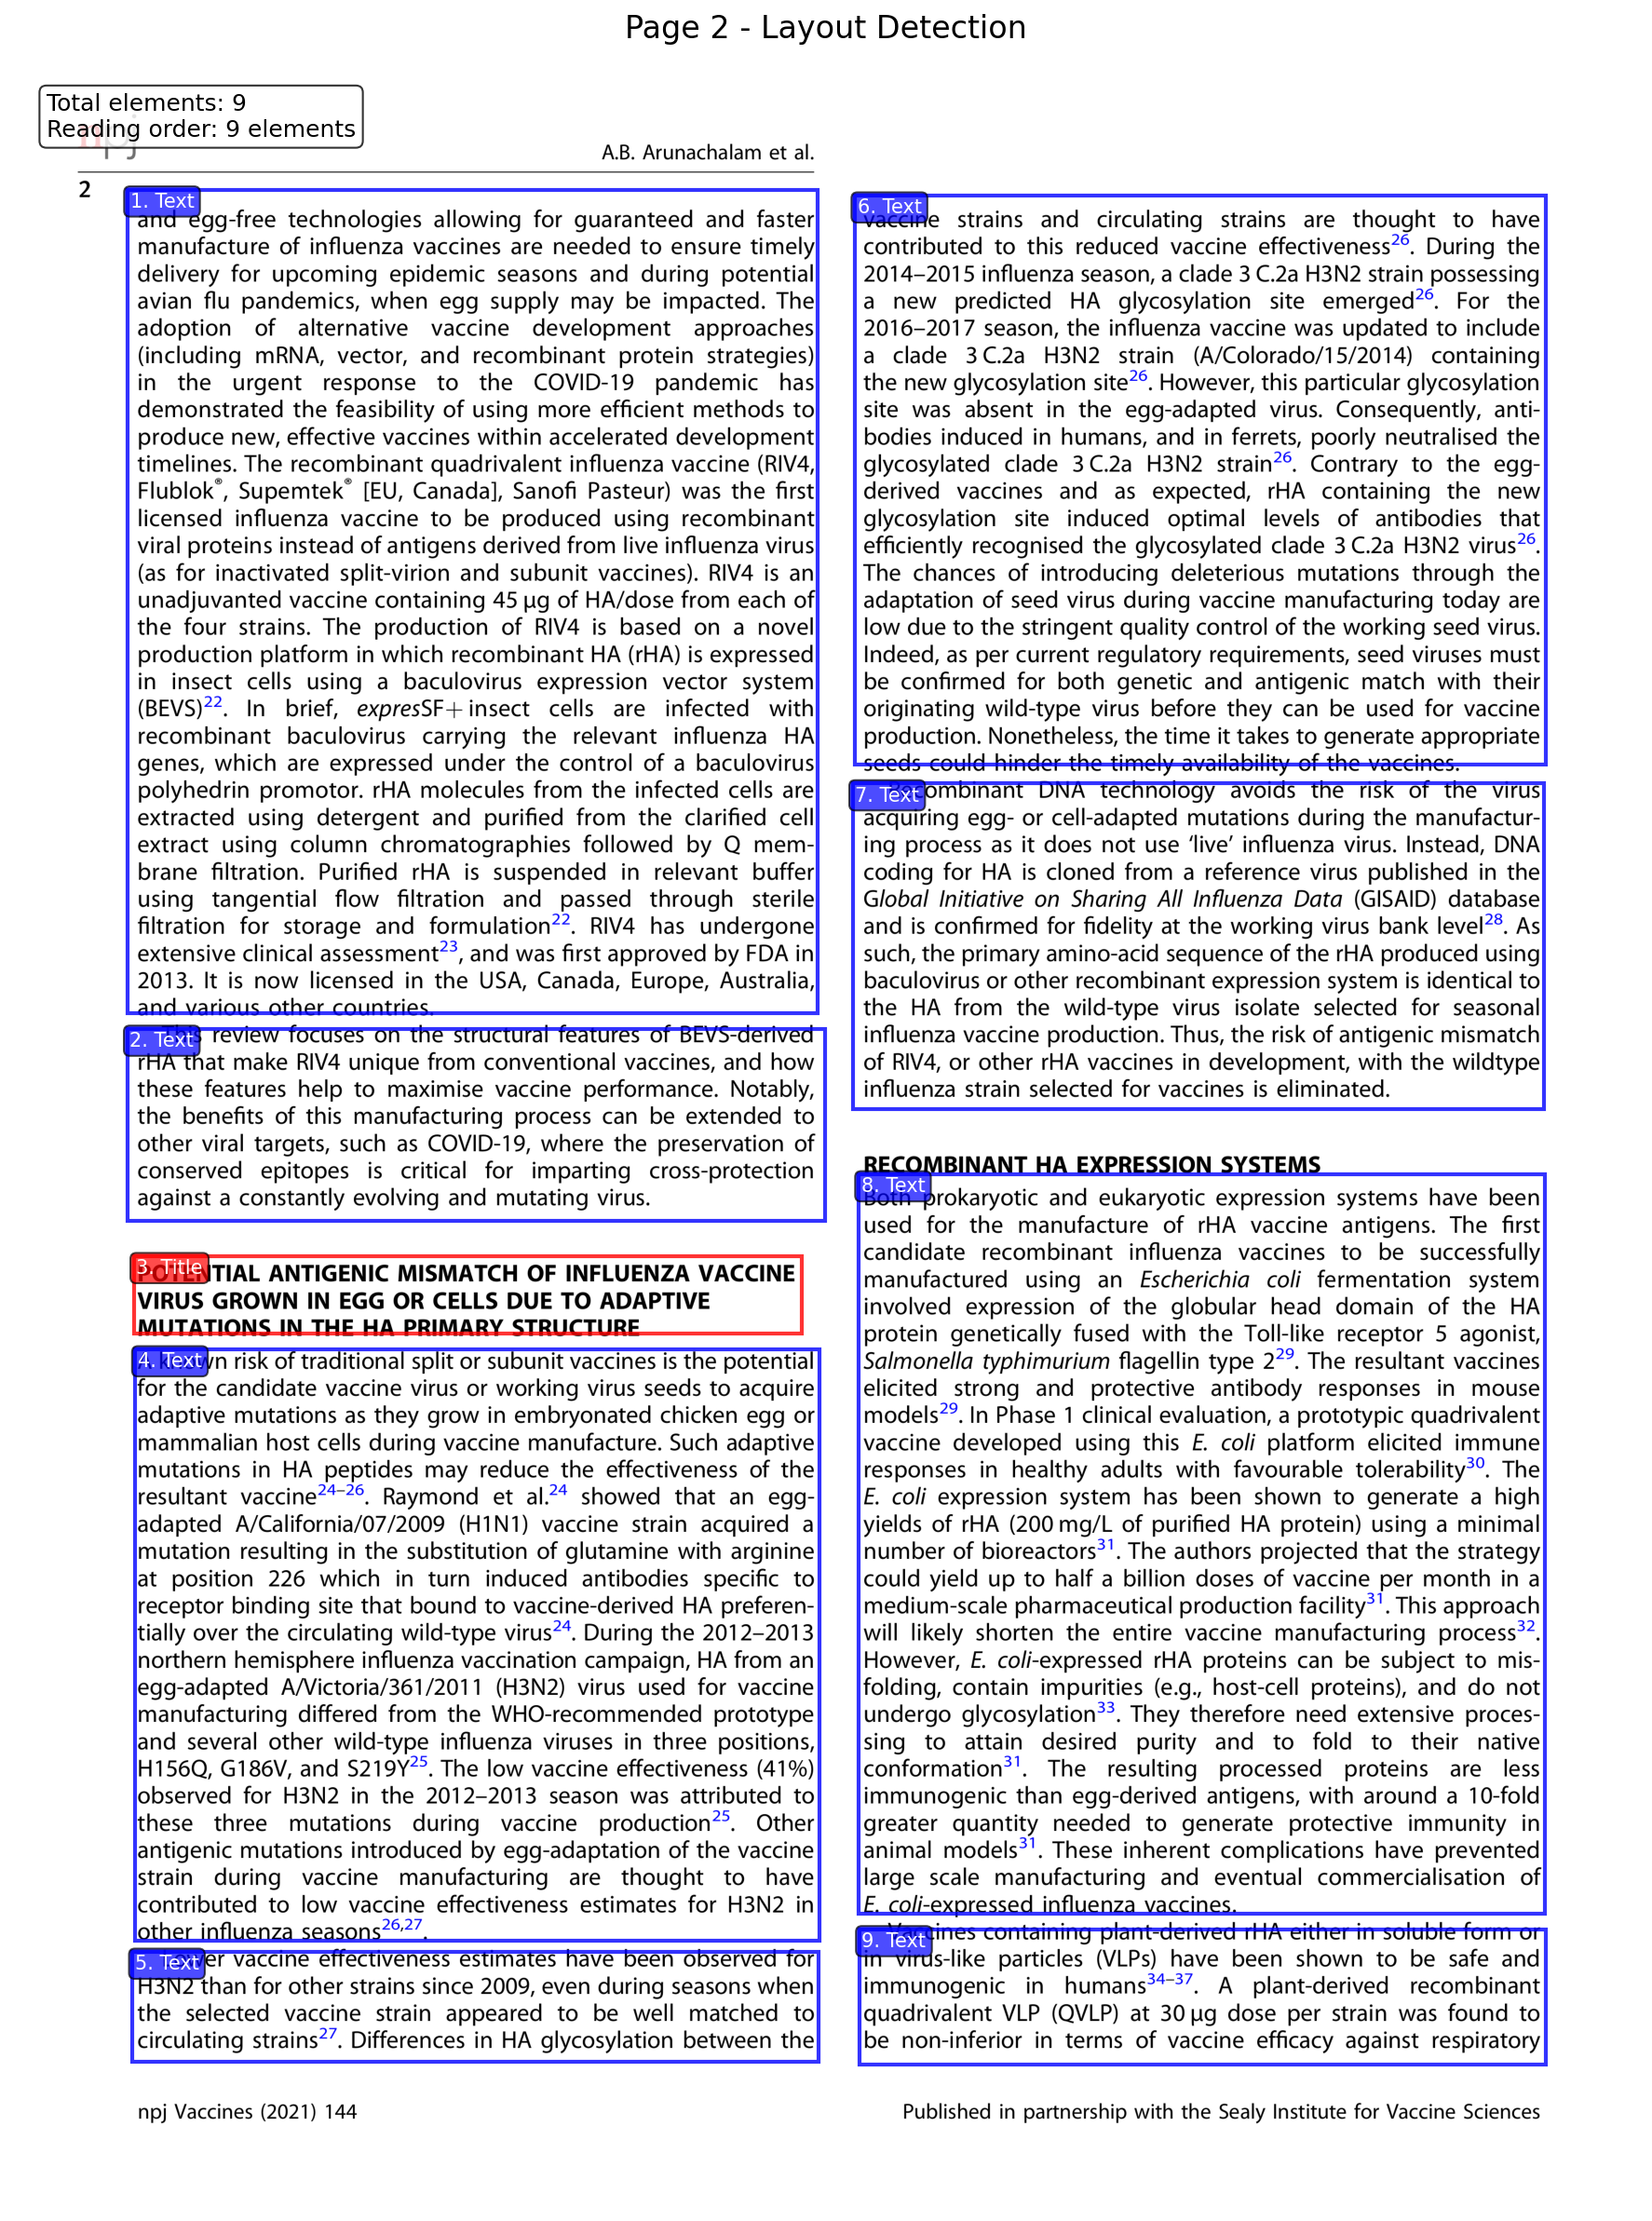 Page 2 - Layout Detection
Total elements: 9
Reading order: 9 elements
npj
A.B. Arunachalam et al.
2
1. Text
and egg-free technologies allowing for guaranteed and faster
manufacture of influenza vaccines are needed to ensure timely
delivery for upcoming epidemic seasons and during potential
avian flu pandemics, when egg supply may be impacted. The
adoption of alternative vaccine development approaches
(including mRNA, vector, and recombinant protein strategies)
in the urgent response to the COVID-19 pandemic has
demonstrated the feasibility of using more efficient methods to
produce new, effective vaccines within accelerated development
timelines. The recombinant quadrivalent influenza vaccine (RIV4,
Flublok®, Supemtek® [EU, Canada], Sanofi Pasteur) was the first
licensed influenza vaccine to be produced using recombinant
viral proteins instead of antigens derived from live influenza virus
(as for inactivated split-virion and subunit vaccines). RIV4 is an
unadjuvanted vaccine containing 45 µg of HA/dose from each of
the four strains. The production of RIV4 is based on a novel
production platform in which recombinant HA (rHA) is expressed
in insect cells using a baculovirus expression vector system
(BEVS)22. In brief, expresSF+ insect cells are infected with
recombinant baculovirus carrying the relevant influenza HA
genes, which are expressed under the control of a baculovirus
polyhedrin promotor. rHA molecules from the infected cells are
extracted using detergent and purified from the clarified cell
extract using column chromatographies followed by Q mem-
brane filtration. Purified rHA is suspended in relevant buffer
using tangential flow filtration and passed through sterile
filtration for storage and formulation22. RIV4 has undergone
extensive clinical assessment23, and was first approved by FDA in
2013. It is now licensed in the USA, Canada, Europe, Australia,
and various other countries.
2. Text
This review focuses on the structural features of BEVS-derived
rHA that make RIV4 unique from conventional vaccines, and how
these features help to maximise vaccine performance. Notably,
the benefits of this manufacturing process can be extended to
other viral targets, such as COVID-19, where the preservation of
conserved epitopes is critical for imparting cross-protection
against a constantly evolving and mutating virus.
3. Title
POTENTIAL ANTIGENIC MISMATCH OF INFLUENZA VACCINE
VIRUS GROWN IN EGG OR CELLS DUE TO ADAPTIVE
MUTATIONS IN THE HA PRIMARY STRUCTURE
4. Text
A known risk of traditional split or subunit vaccines is the potential
for the candidate vaccine virus or working virus seeds to acquire
adaptive mutations as they grow in embryonated chicken egg or
mammalian host cells during vaccine manufacture. Such adaptive
mutations in HA peptides may reduce the effectiveness of the
resultant vaccine24–26. Raymond et al.24 showed that an egg-
adapted A/California/07/2009 (H1N1) vaccine strain acquired a
mutation resulting in the substitution of glutamine with arginine
at position 226 which in turn induced antibodies specific to
receptor binding site that bound to vaccine-derived HA preferen-
tially over the circulating wild-type virus24. During the 2012–2013
northern hemisphere influenza vaccination campaign, HA from an
egg-adapted A/Victoria/361/2011 (H3N2) virus used for vaccine
manufacturing differed from the WHO-recommended prototype
and several other wild-type influenza viruses in three positions,
H156Q, G186V, and S219Y25. The low vaccine effectiveness (41%)
observed for H3N2 in the 2012–2013 season was attributed to
these three mutations during vaccine production25. Other
antigenic mutations introduced by egg-adaptation of the vaccine
strain during vaccine manufacturing are thought to have
contributed to low vaccine effectiveness estimates for H3N2 in
other influenza seasons26,27.
5. Text
Lower vaccine effectiveness estimates have been observed for
H3N2 than for other strains since 2009, even during seasons when
the selected vaccine strain appeared to be well matched to
circulating strains27. Differences in HA glycosylation between the
6. Text
vaccine strains and circulating strains are thought to have
contributed to this reduced vaccine effectiveness26. During the
2014–2015 influenza season, a clade 3 C.2a H3N2 strain possessing
a new predicted HA glycosylation site emerged26. For the
2016–2017 season, the influenza vaccine was updated to include
a clade 3 C.2a H3N2 strain (A/Colorado/15/2014) containing
the new glycosylation site26. However, this particular glycosylation
site was absent in the egg-adapted virus. Consequently, anti-
bodies induced in humans, and in ferrets, poorly neutralised the
glycosylated clade 3 C.2a H3N2 strain26. Contrary to the egg-
derived vaccines and as expected, rHA containing the new
glycosylation site induced optimal levels of antibodies that
efficiently recognised the glycosylated clade 3 C.2a H3N2 virus26.
The chances of introducing deleterious mutations through the
adaptation of seed virus during vaccine manufacturing today are
low due to the stringent quality control of the working seed virus.
Indeed, as per current regulatory requirements, seed viruses must
be confirmed for both genetic and antigenic match with their
originating wild-type virus before they can be used for vaccine
production. Nonetheless, the time it takes to generate appropriate
seeds could hinder the timely availability of the vaccines.
7. Text
Recombinant DNA technology avoids the risk of the virus
acquiring egg- or cell-adapted mutations during the manufactur-
ing process as it does not use ‘live’ influenza virus. Instead, DNA
coding for HA is cloned from a reference virus published in the
Global Initiative on Sharing All Influenza Data (GISAID) database
and is confirmed for fidelity at the working virus bank level28. As
such, the primary amino-acid sequence of the rHA produced using
baculovirus or other recombinant expression system is identical to
the HA from the wild-type virus isolate selected for seasonal
influenza vaccine production. Thus, the risk of antigenic mismatch
of RIV4, or other rHA vaccines in development, with the wildtype
influenza strain selected for vaccines is eliminated.
RECOMBINANT HA EXPRESSION SYSTEMS
8. Text
Both prokaryotic and eukaryotic expression systems have been
used for the manufacture of rHA vaccine antigens. The first
candidate recombinant influenza vaccines to be successfully
manufactured using an Escherichia coli fermentation system
involved expression of the globular head domain of the HA
protein genetically fused with the Toll-like receptor 5 agonist,
Salmonella typhimurium flagellin type 229. The resultant vaccines
elicited strong and protective antibody responses in mouse
models29. In Phase 1 clinical evaluation, a prototypic quadrivalent
vaccine developed using this E. coli platform elicited immune
responses in healthy adults with favourable tolerability30. The
E. coli expression system has been shown to generate a high
yields of rHA (200 mg/L of purified HA protein) using a minimal
number of bioreactors31. The authors projected that the strategy
could yield up to half a billion doses of vaccine per month in a
medium-scale pharmaceutical production facility31. This approach
will likely shorten the entire vaccine manufacturing process32.
However, E. coli-expressed rHA proteins can be subject to mis-
folding, contain impurities (e.g., host-cell proteins), and do not
undergo glycosylation33. They therefore need extensive proces-
sing to attain desired purity and to fold to their native
conformation31. The resulting processed proteins are less
immunogenic than egg-derived antigens, with around a 10-fold
greater quantity needed to generate protective immunity in
animal models31. These inherent complications have prevented
large scale manufacturing and eventual commercialisation of
E. coli-expressed influenza vaccines.
9. Text
Vaccines containing plant-derived rHA either in soluble form or
in virus-like particles (VLPs) have been shown to be safe and
immunogenic in humans34–37. A plant-derived recombinant
quadrivalent VLP (QVLP) at 30 µg dose per strain was found to
be non-inferior in terms of vaccine efficacy against respiratory
npj Vaccines (2021) 144
Published in partnership with the Sealy Institute for Vaccine Sciences